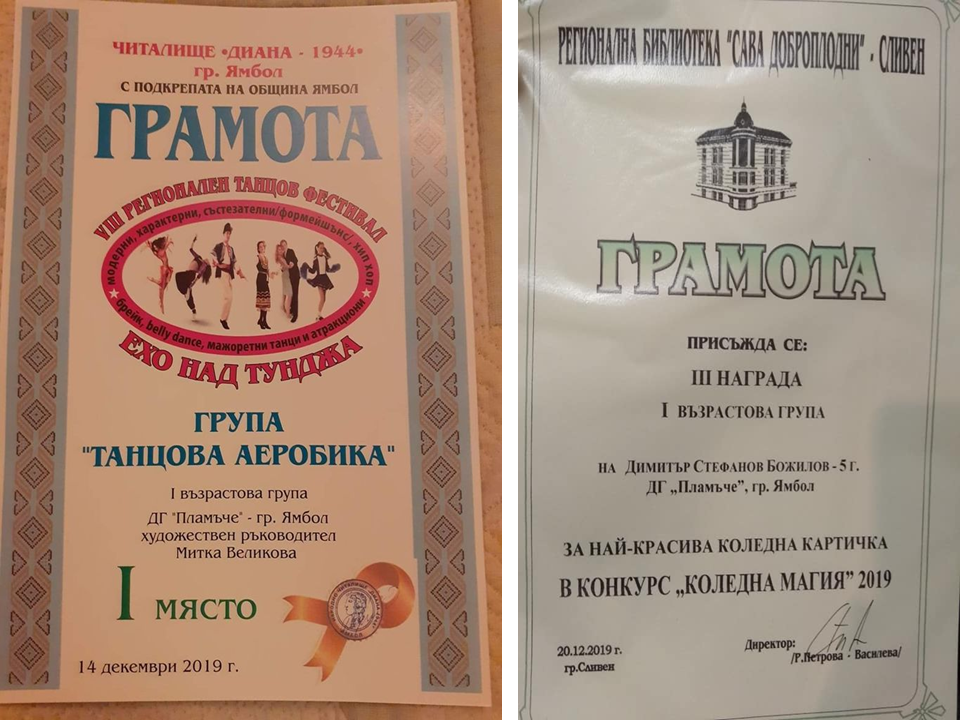 ЧИТАЛИЩЕ •ДИАНА - 1944•
гр. Ямбол
С ПОДКРЕПАТА НА ОБЩИНА ЯМБОЛ
ГРАМОТА
VIII РЕГИОНАЛЕН ТАНЦОВ ФЕСТИВАЛ
модерни, характерни, състезателни/формейшънс/, хип хоп
брейк, belly dance, мажоретни танци и атракциони
ЕХО НАД ТУНДЖА
ГРУПА
"ТАНЦОВА АЕРОБИКА"
I възрастова група
ДГ "Пламъче" - гр. Ямбол
художествен ръководител
Митка Великова
I МЯСТО
ЯМБОЛ
14 декември 2019 г.
РЕГИОНАЛНА БИБЛИОТЕКА "САВА ДОБРОПЛОДНИ" - СЛИВЕН
ГРАМОТА
ПРИСЪЖДА СЕ:
III НАГРАДА
I ВЪЗРАСТОВА ГРУПА
НА ДИМИТЪР СТЕФАНОВ БОЖИЛОВ - 5 г.
ДГ „Пламъче”, гр. Ямбол
ЗА НАЙ-КРАСИВА КОЛЕДНА КАРТИЧКА
В КОНКУРС „КОЛЕДНА МАГИЯ” 2019
20.12.2019 г.
гр.Сливен
Директор:
/Р.Петрова - Василева/